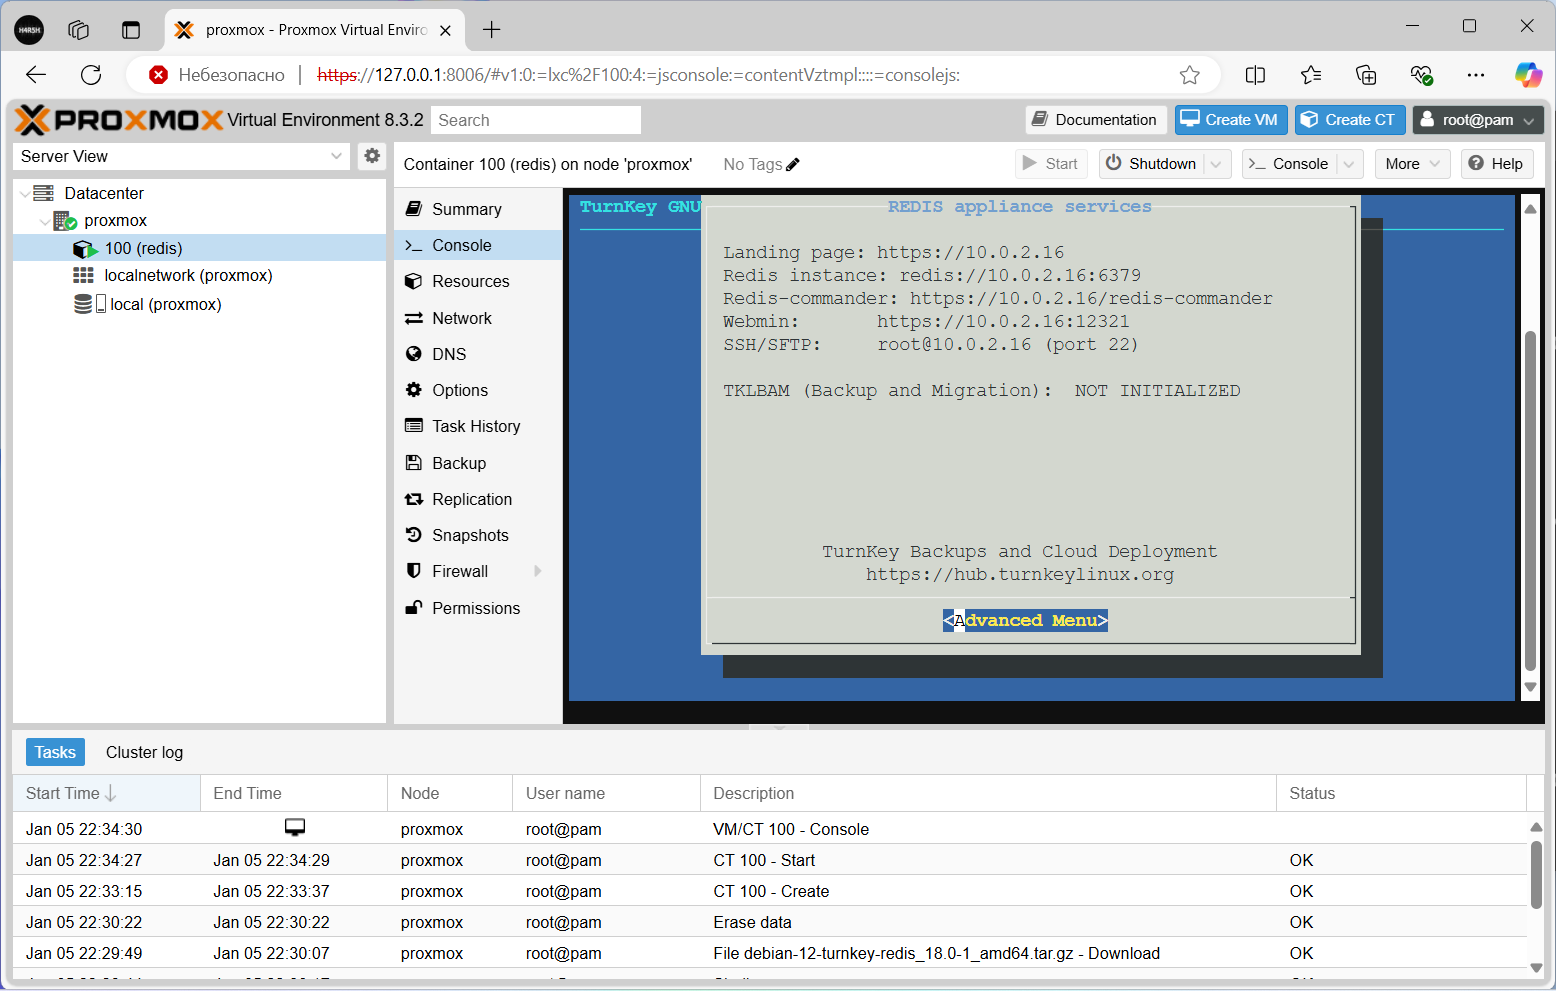 HARSH
proxmox - Proxmox Virtual Enviro
Небезопасно https://127.0.0.1:8006/#v1:0:=lxc%2F100:4:=jsconsole:=contentVztmpl::::=consolejs:
PROXMOX Virtual Environment 8.3.2 Search Documentation Create VM Create CT root@pam
Server View
Container 100 (redis) on node 'proxmox' No Tags Start Shutdown Console More Help
Datacenter
proxmox
100 (redis)
localnetwork (proxmox)
local (proxmox)
Summary
Console
Resources
Network
DNS
Options
Task History
Backup
Replication
Snapshots
Firewall
Permissions
TurnKey GNU REDIS appliance services
Landing page: https://10.0.2.16
Redis instance: redis://10.0.2.16:6379
Redis-commander: https://10.0.2.16/redis-commander
Webmin: https://10.0.2.16:12321
SSH/SFTP: root@10.0.2.16 (port 22)
TKLBAM (Backup and Migration): NOT INITIALIZED
TurnKey Backups and Cloud Deployment
https://hub.turnkeylinux.org
<Advanced Menu>
Tasks Cluster log
Start Time End Time Node User name Description Status
Jan 05 22:34:30 proxmox root@pam VM/CT 100 - Console
Jan 05 22:34:27 Jan 05 22:34:29 proxmox root@pam CT 100 - Start OK
Jan 05 22:33:15 Jan 05 22:33:37 proxmox root@pam CT 100 - Create OK
Jan 05 22:30:22 Jan 05 22:30:22 proxmox root@pam Erase data OK
Jan 05 22:29:49 Jan 05 22:30:07 proxmox root@pam File debian-12-turnkey-redis_18.0-1_amd64.tar.gz - Download OK